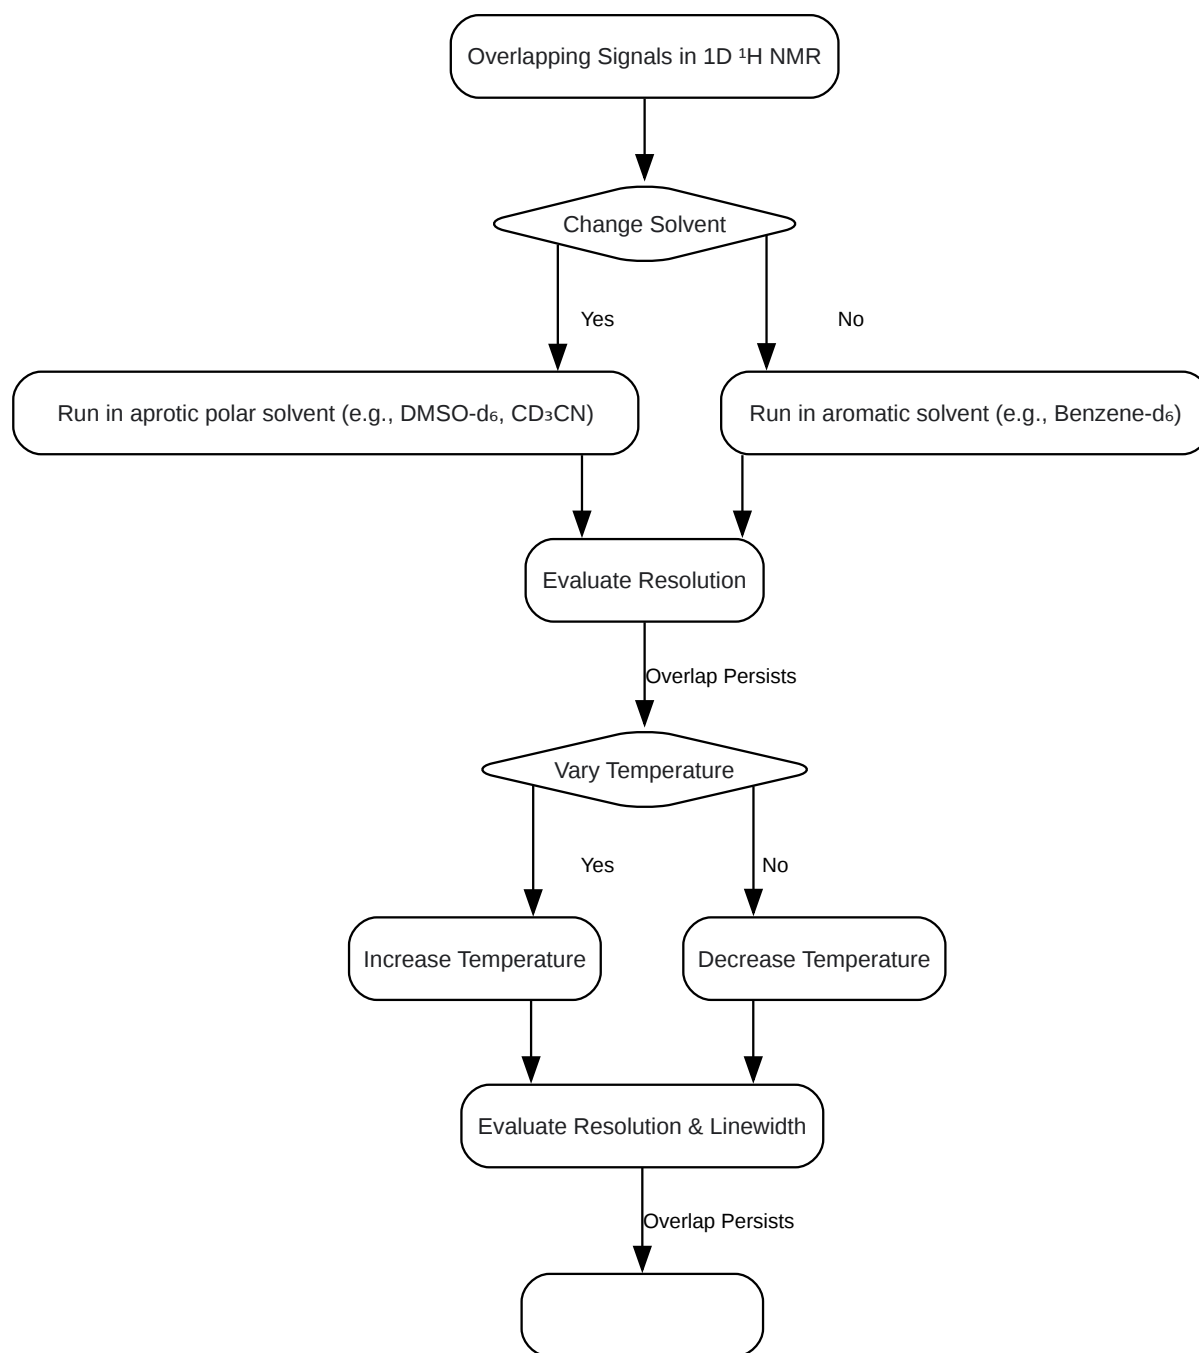 Overlapping Signals in 1D ¹H NMR
Change Solvent
Yes
No
Run in aprotic polar solvent (e.g., DMSO-d₆, CD₃CN)
Run in aromatic solvent (e.g., Benzene-d₆)
Evaluate Resolution
Overlap Persists
Vary Temperature
Yes
No
Increase Temperature
Decrease Temperature
Evaluate Resolution & Linewidth
Overlap Persists